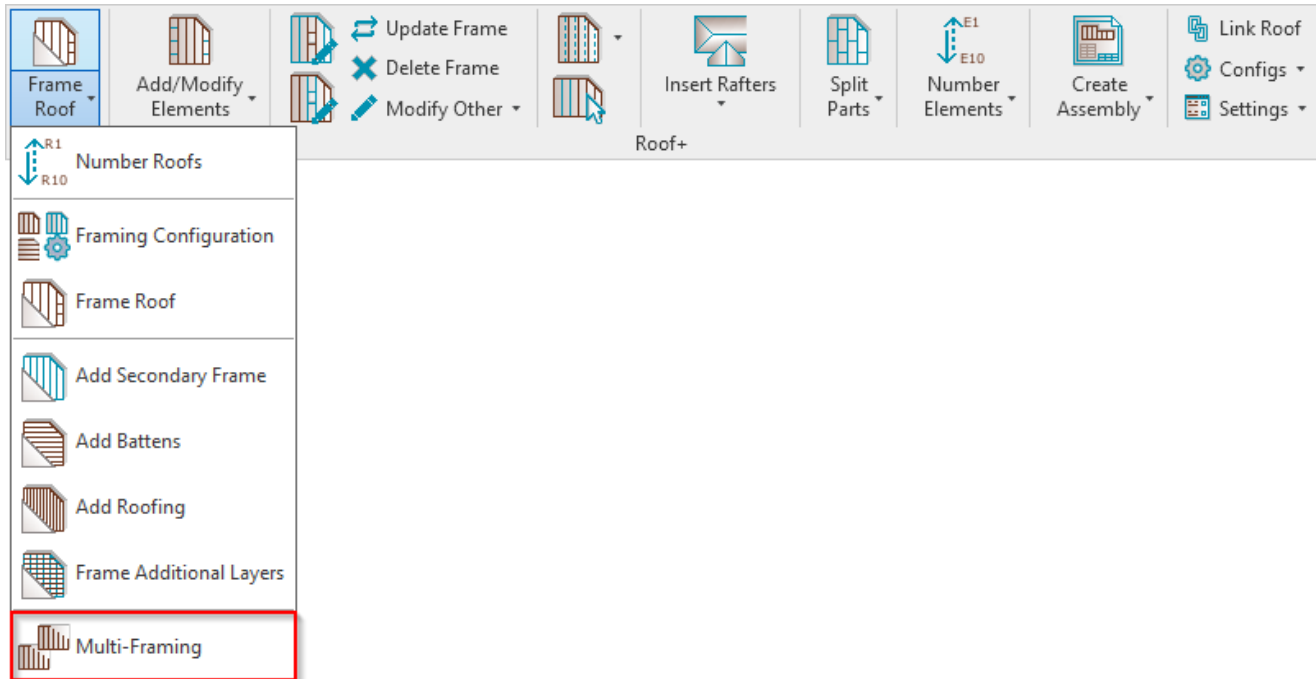 Frame
Roof
Add/Modify
Elements
Update Frame
Delete Frame
Modify Other
Insert Rafters
Split
Parts
E1
E10
Number
Elements
Create
Assembly
Link Roof
Configs
Settings
Roof+
R1
R10
Number Roofs
Framing Configuration
Frame Roof
Add Secondary Frame
Add Battens
Add Roofing
Frame Additional Layers
Multi-Framing